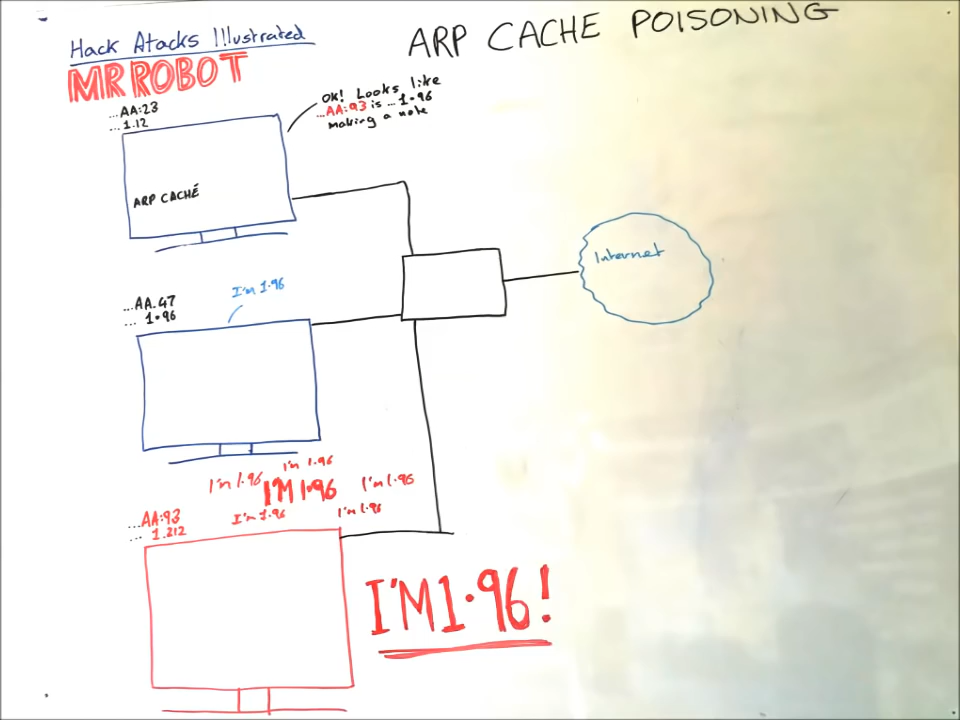 Hack Atacks Illustrated
MR ROBOT
ARP CACHE POISONING
...AA:23
...1.12
OK! Looks like
...AA:93 is ...1.96
making a note
ARP CACHÉ
Internet
...AA.47
... 1.96
I'm 1.96
I'm 1.96
I'm 1.96
I'M 1.96
I'm 1.96
I'm 1.96
I'm 1.96
...AA:93
... 1.212
I'M 1.96!